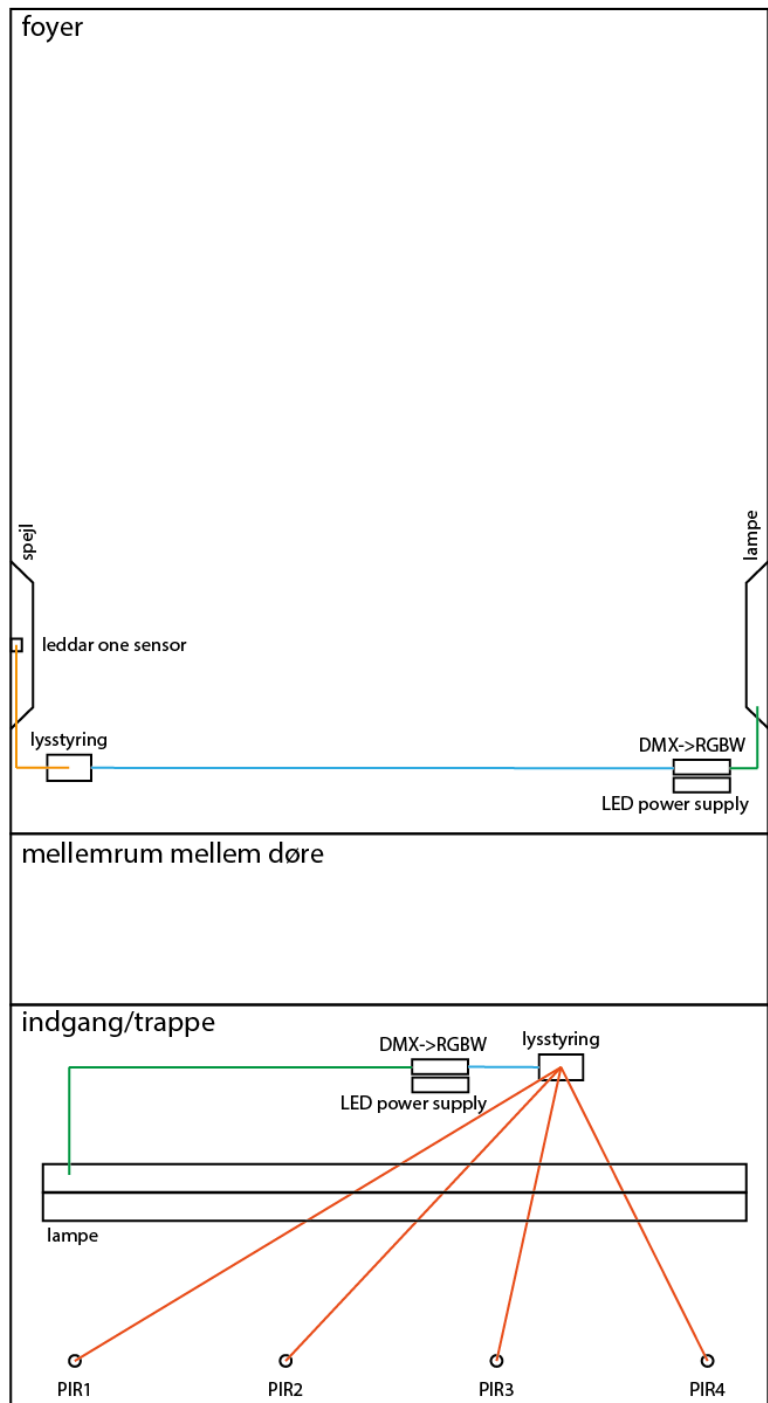 foyer
spejl
lampe
leddar one sensor
lysstyring
DMX->RGBW
LED power supply
mellemrum mellem døre
indgang/trappe
DMX->RGBW
lysstyring
LED power supply
lampe
PIR1
PIR2
PIR3
PIR4